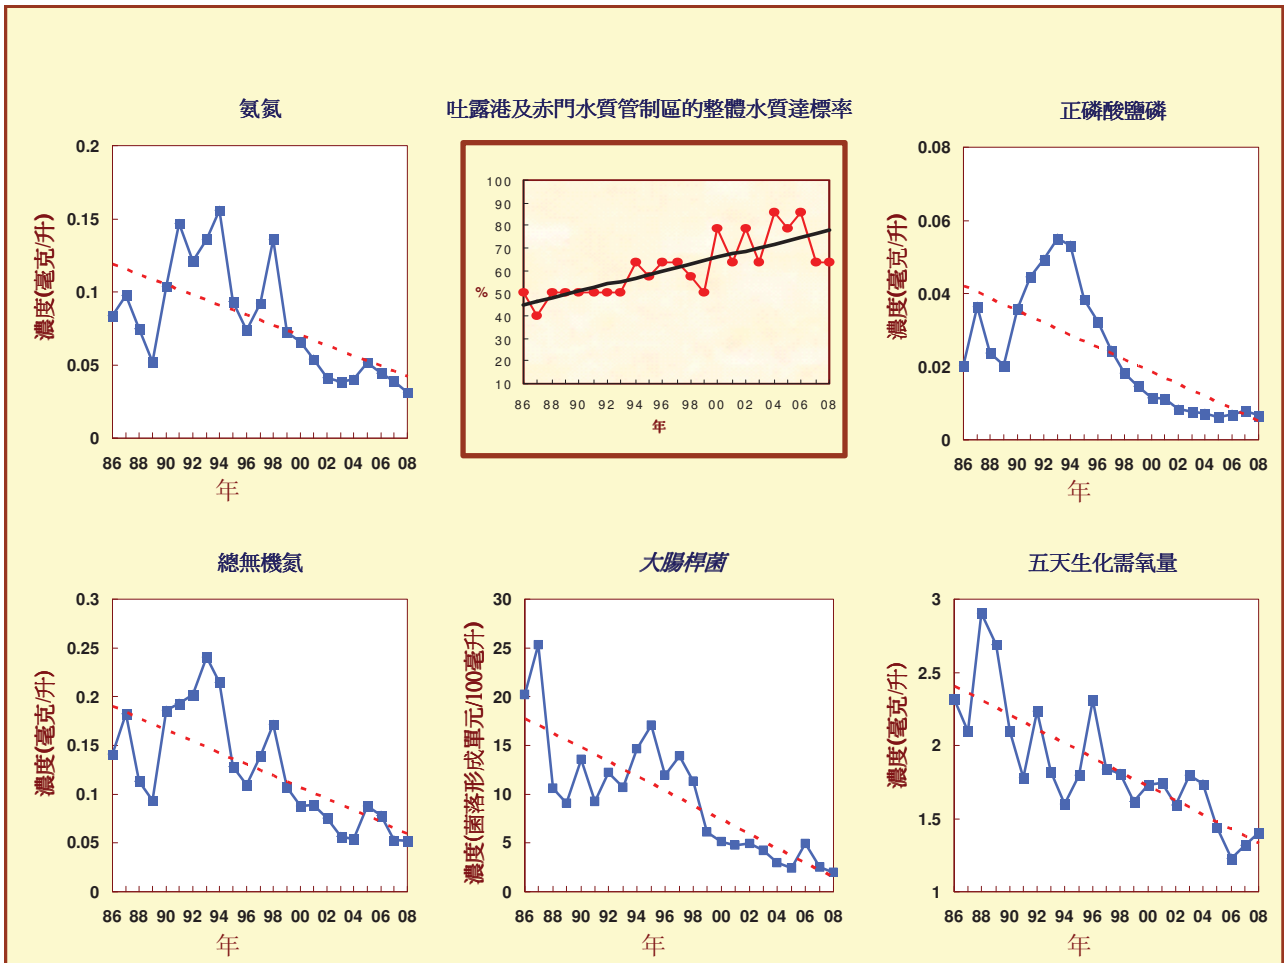 氨氮
濃度(毫克/升)
0.2
0.15
0.1
0.05
0
86 88 90 92 94 96 98 00 02 04 06 08
年
吐露港及赤門水質管制區的整體水質達標率
%
100
90
80
70
60
50
40
30
20
10
86 88 90 92 94 96 98 00 02 04 06 08
年
正磷酸鹽磷
濃度(毫克/升)
0.08
0.06
0.04
0.02
0
86 88 90 92 94 96 98 00 02 04 06 08
年
總無機氮
濃度(毫克/升)
0.3
0.25
0.2
0.15
0.1
0.05
0
86 88 90 92 94 96 98 00 02 04 06 08
年
大腸桿菌
濃度(菌落形成單元/100毫升)
30
25
20
15
10
5
0
86 88 90 92 94 96 98 00 02 04 06 08
年
五天生化需氧量
濃度(毫克/升)
3
2.5
2
1.5
1
86 88 90 92 94 96 98 00 02 04 06 08
年